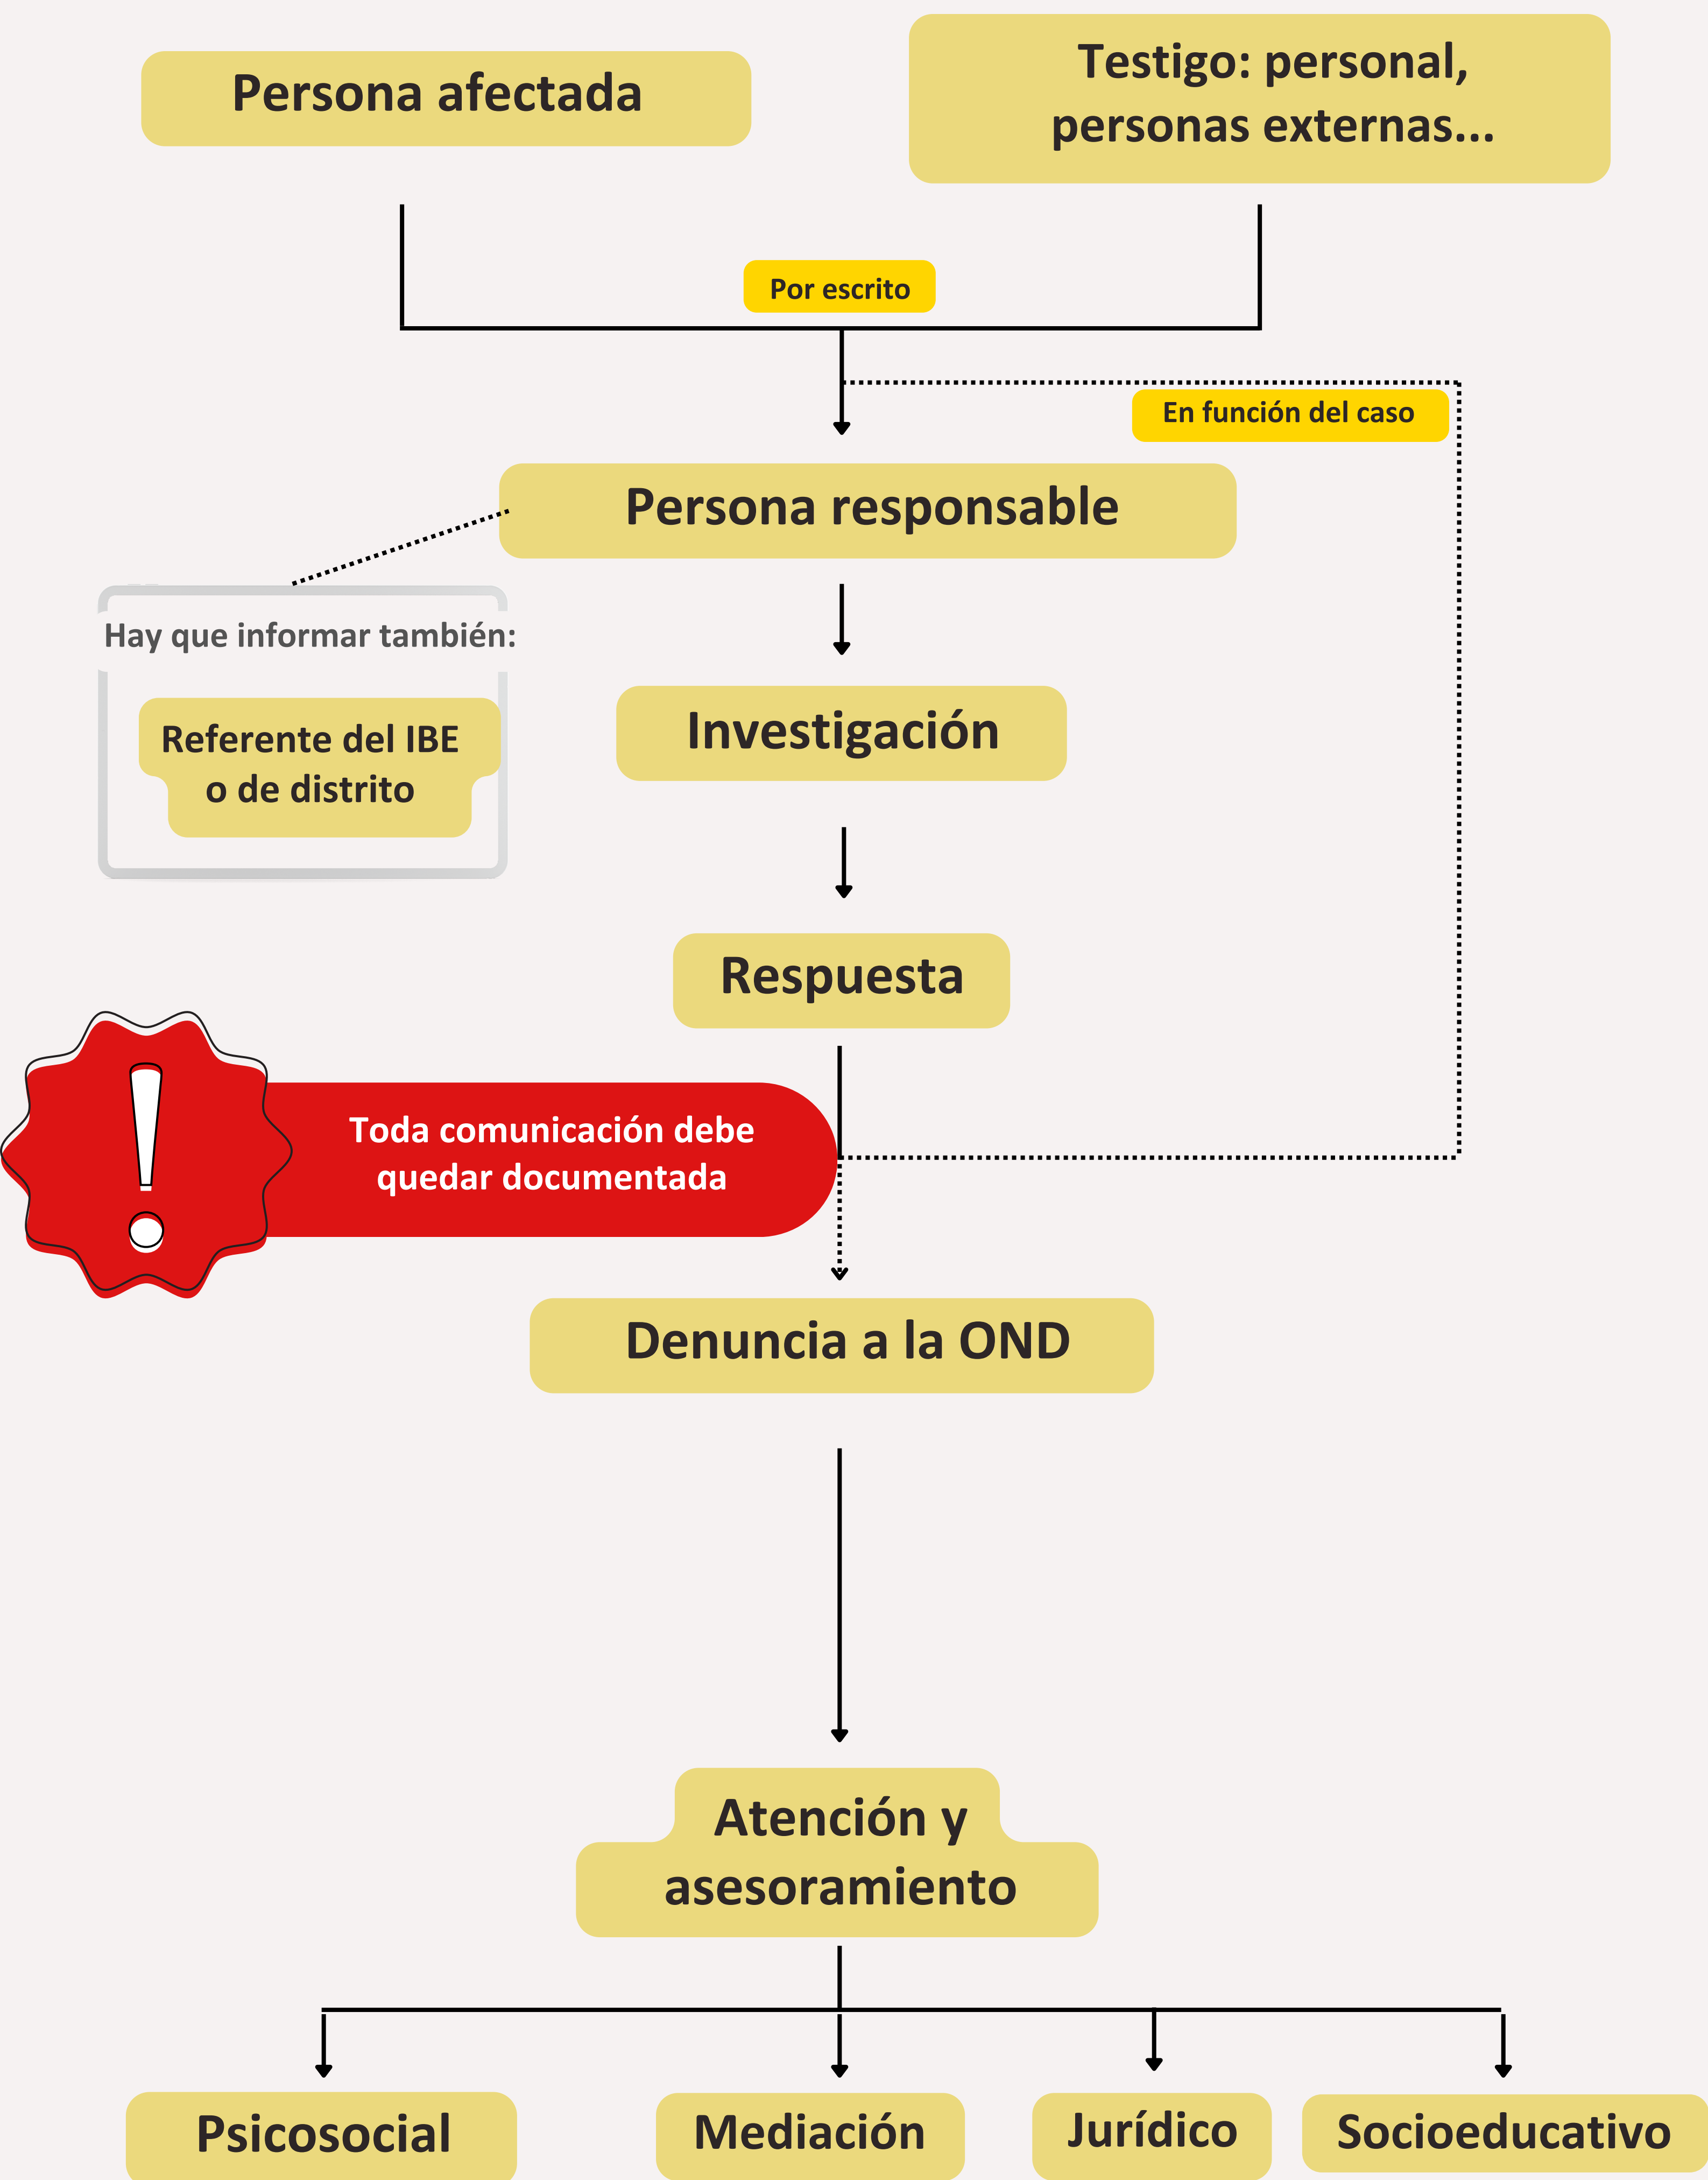 Persona afectada
Testigo: personal,
personas externas...
Por escrito
En función del caso
Persona responsable
Hay que informar también:
Referente del IBE
o de distrito
Investigación
Respuesta
Toda comunicación debe
quedar documentada
Denuncia a la OND
Atención y
asesoramiento
Psicosocial
Mediación
Jurídico
Socioeducativo